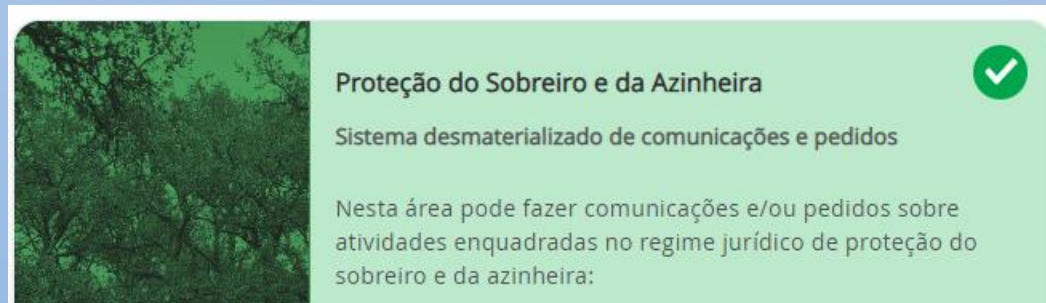 Proteção do Sobreiro e da Azinheira
Sistema desmaterializado de comunicações e pedidos
Nesta área pode fazer comunicações e/ou pedidos sobre
atividades enquadradas no regime jurídico de proteção do
sobreiro e da azinheira: